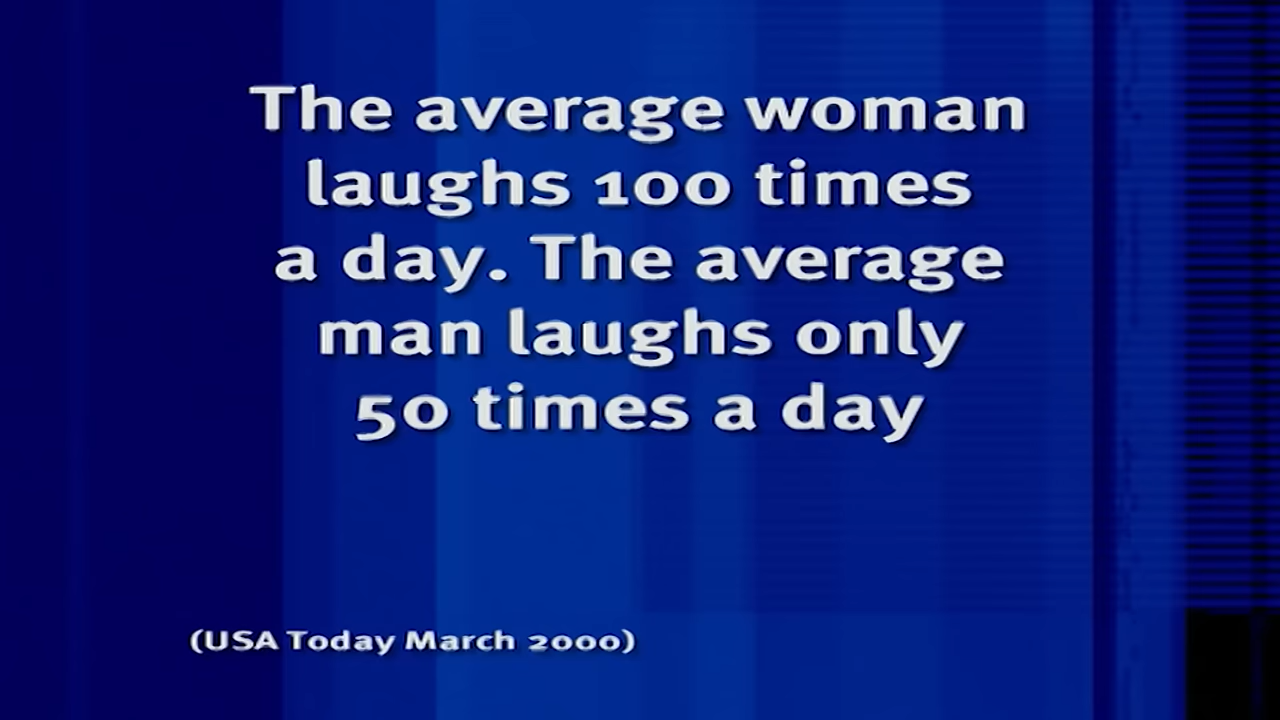 The average woman
laughs 100 times
a day. The average
man laughs only
50 times a day
(USA Today March 2000)